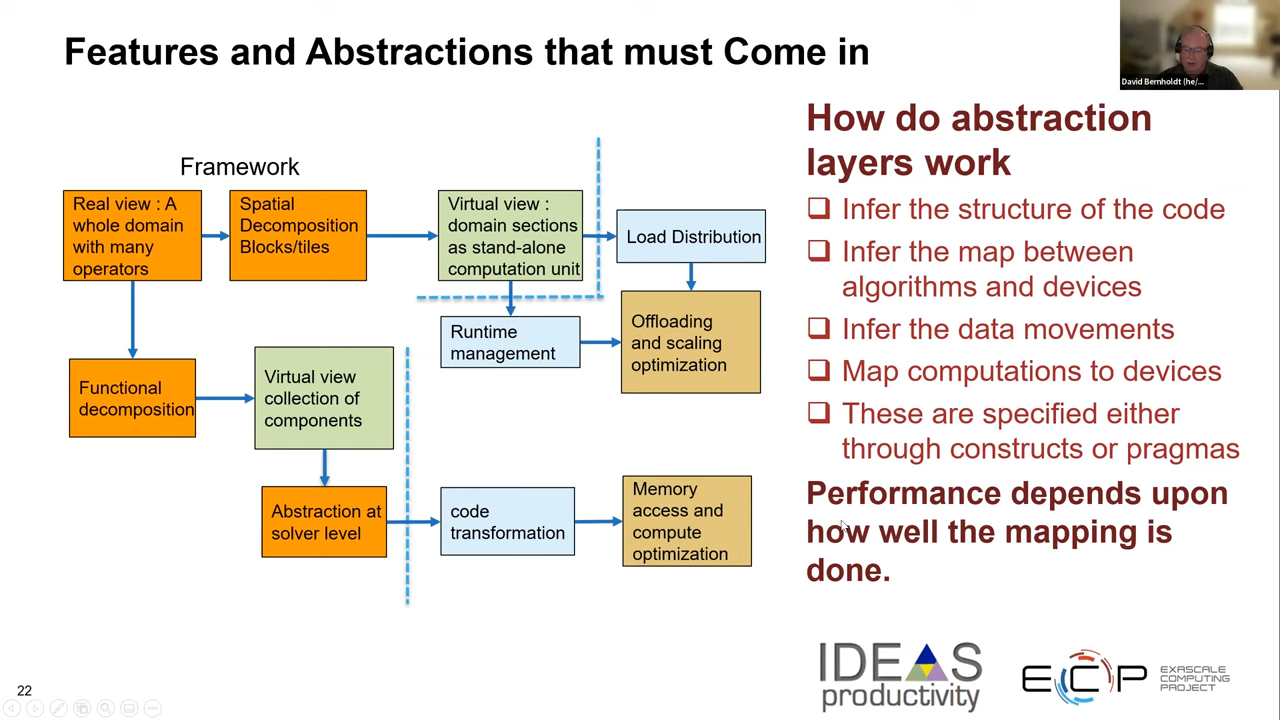 Features and Abstractions that must Come in
David Bernholdt (he/...
Framework
Real view : A
whole domain
with many
operators
Spatial
Decomposition
Blocks/tiles
Virtual view :
domain sections
as stand-alone
computation unit
Load Distribution
Runtime
management
Offloading
and scaling
optimization
Functional
decomposition
Virtual view
collection of
components
Abstraction at
solver level
code
transformation
Memory
access and
compute
optimization
How do abstraction
layers work
Infer the structure of the code
Infer the map between
algorithms and devices
Infer the data movements
Map computations to devices
These are specified either
through constructs or pragmas
Performance depends upon
how well the mapping is
done.
22
IDEAS
productivity
ECP
EXASCALE
COMPUTING
PROJECT